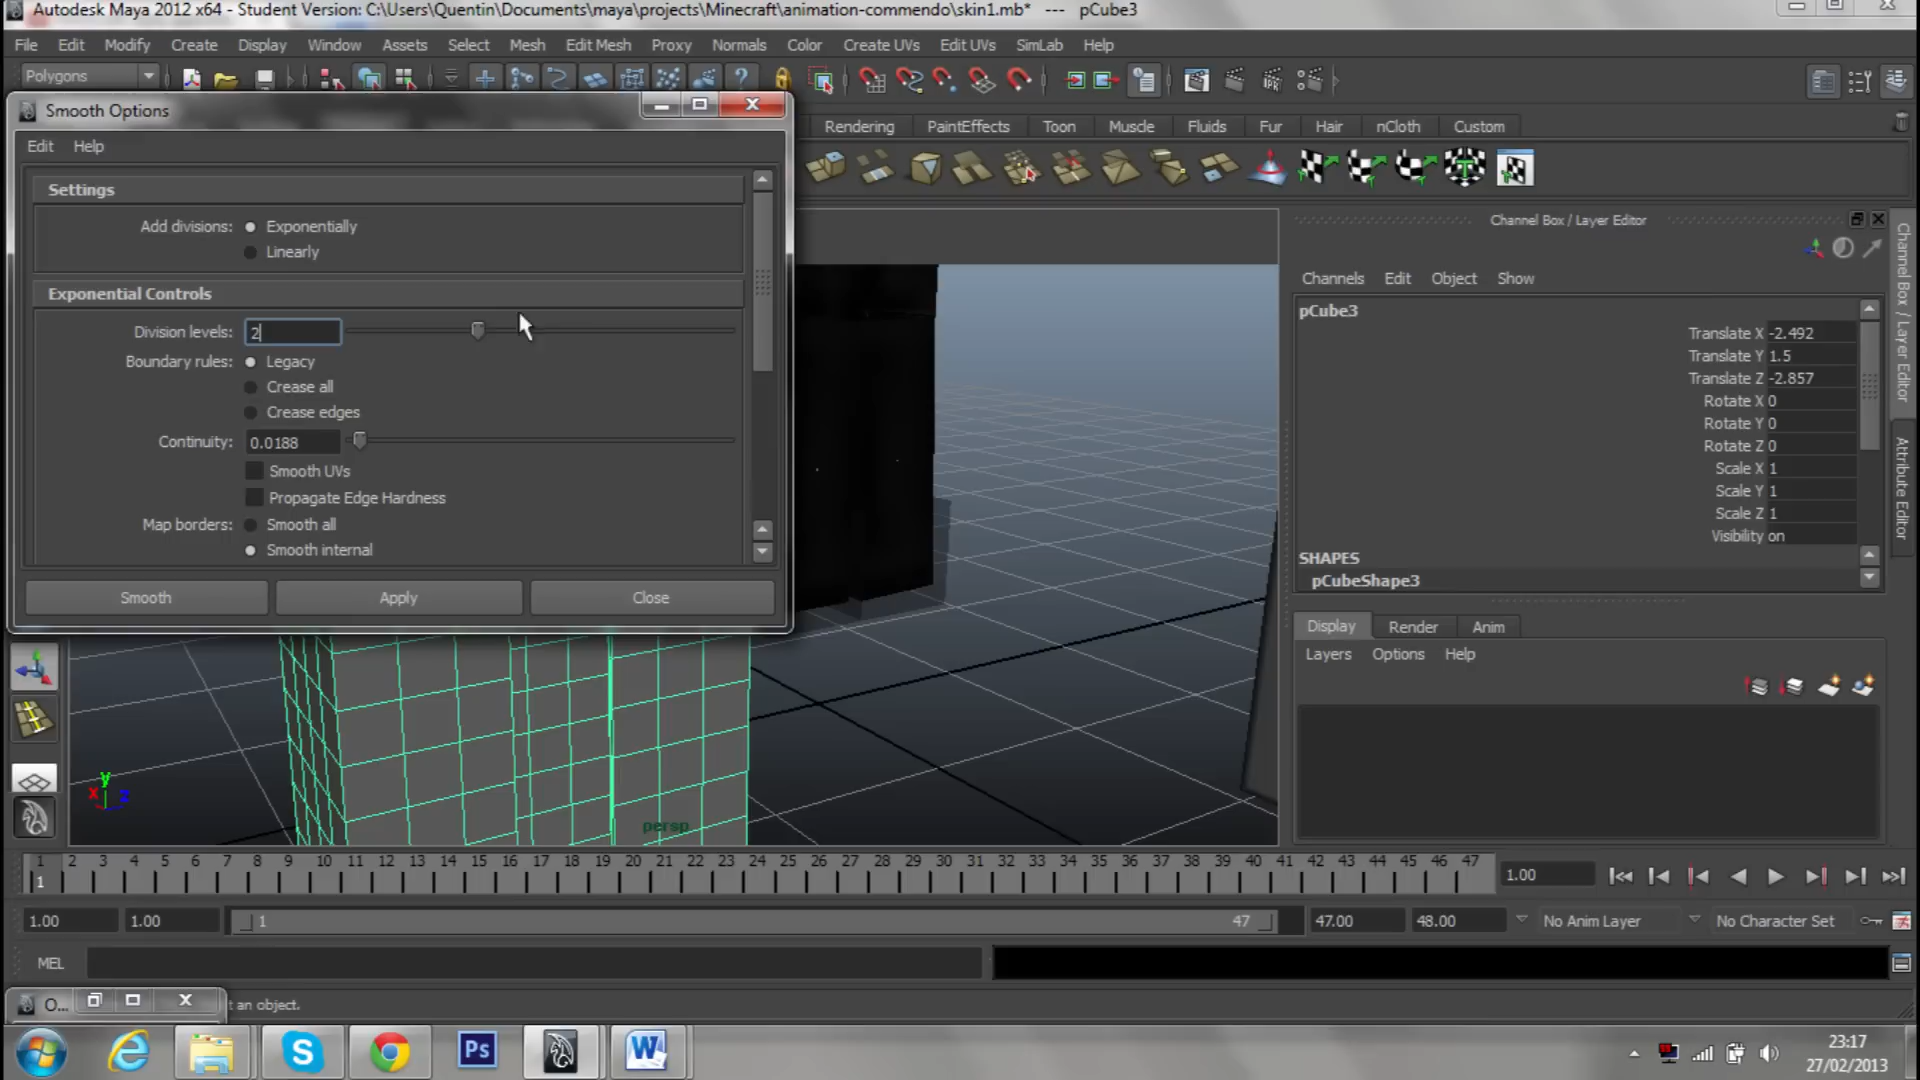 Autodesk Maya 2012 x64 - Student Version: C:\Users\Quentin\Documents\maya\projects\Minecraft\animation-commendo\skin1.mb* --- pCube3
File Edit Modify Create Display Window Assets Select Mesh Edit Mesh Proxy Normals Color Create UVs Edit UVs SimLab Help
Polygons
Smooth Options
Rendering PaintEffects Toon Muscle Fluids Fur Hair nCloth Custom
Edit Help
Settings
Add divisions: Exponentially
Linearly
Exponential Controls
Division levels: 2
Boundary rules: Legacy
Crease all
Crease edges
Continuity: 0.0188
Smooth UVs
Propagate Edge Hardness
Map borders: Smooth all
Smooth internal
Smooth Apply Close
Channel Box / Layer Editor
Channels Edit Object Show
pCube3
Translate X -2.492
Translate Y 1.5
Translate Z -2.857
Rotate X 0
Rotate Y 0
Rotate Z 0
Scale X 1
Scale Y 1
Scale Z 1
Visibility on
SHAPES
pCubeShape3
Display Render Anim
Layers Options Help
Channel Box / Layer Editor
Attribute Editor
y
x z
persp
IPR
1 2 3 4 5 6 7 8 9 10 11 12 13 14 15 16 17 18 19 20 21 22 23 24 25 26 27 28 29 30 31 32 33 34 35 36 37 38 39 40 41 42 43 44 45 46 47
1
1.00
1.00 1.00 1 47 47.00 48.00 No Anim Layer No Character Set
MEL
O... t an object.
Ps
23:17
27/02/2013